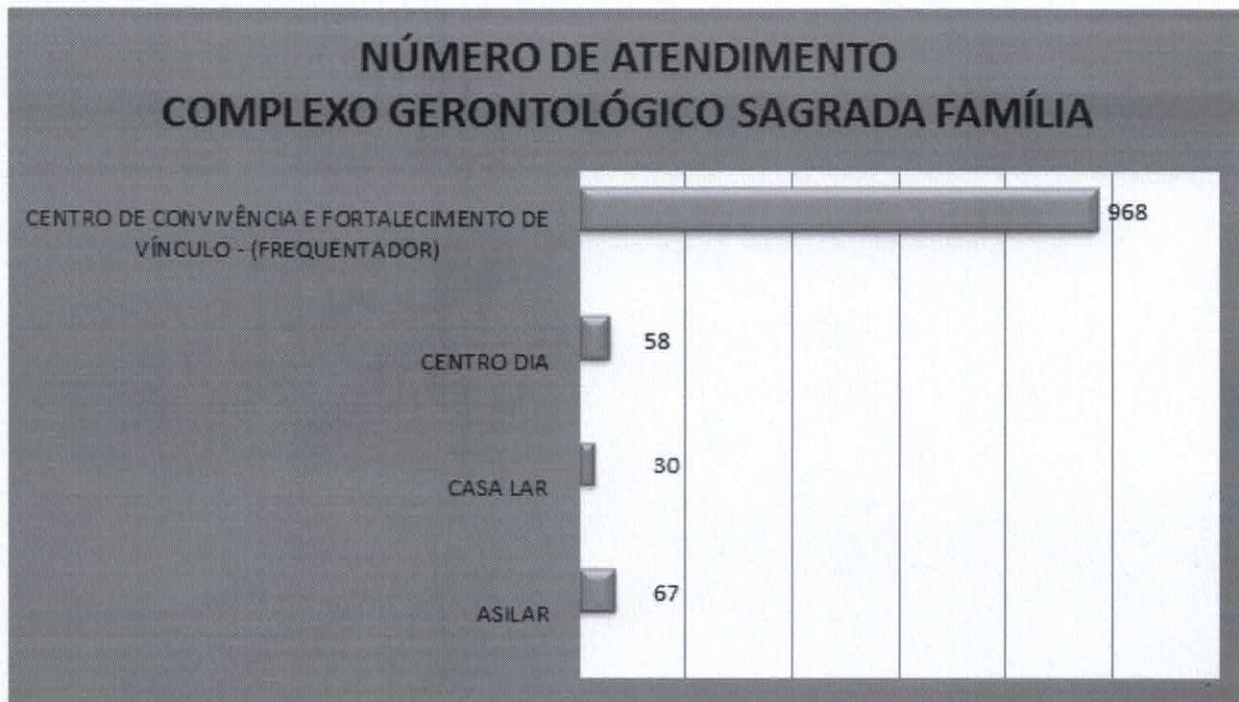 NÚMERO DE ATENDIMENTO
COMPLEXO GERONTOLÓGICO SAGRADA FAMÍLIA
CENTRO DE CONVIVÊNCIA E FORTALECIMENTO DE
VÍNCULO - (FREQUENTADOR)
968
CENTRO DIA
58
CASA LAR
30
ASILAR
67